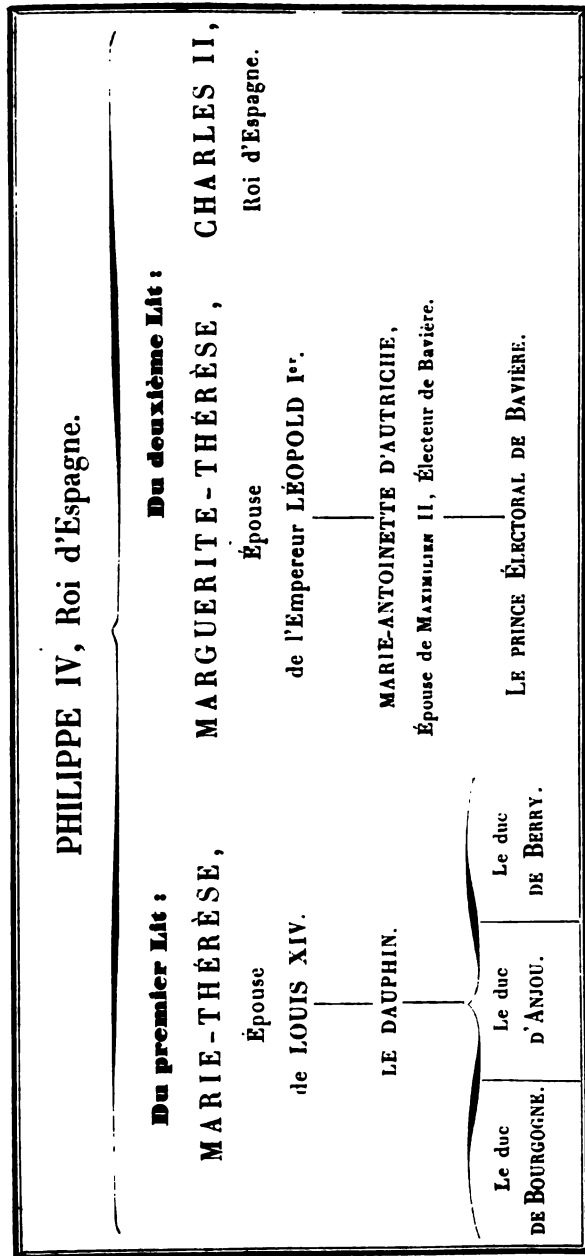 PHILIPPE IV, Roi d'Espagne.
Du premier Lit :
MARIE-THÉRÈSE,
Épouse
de LOUIS XIV.
LE DAUPHIN.
Le duc
DE BOURGOGNE.
Le duc
D'ANJOU.
Le duc
DE BERRY.
Du deuxième Lit :
MARGUERITE-THÉRÈSE,
Épouse
de l'Empereur LÉOPOLD Ier.
MARIE-ANTOINETTE D'AUTRICHE,
Épouse de MAXIMILIEN II, Électeur de Bavière.
LE PRINCE ÉLECTORAL DE BAVIÈRE.
CHARLES II,
Roi d'Espagne.